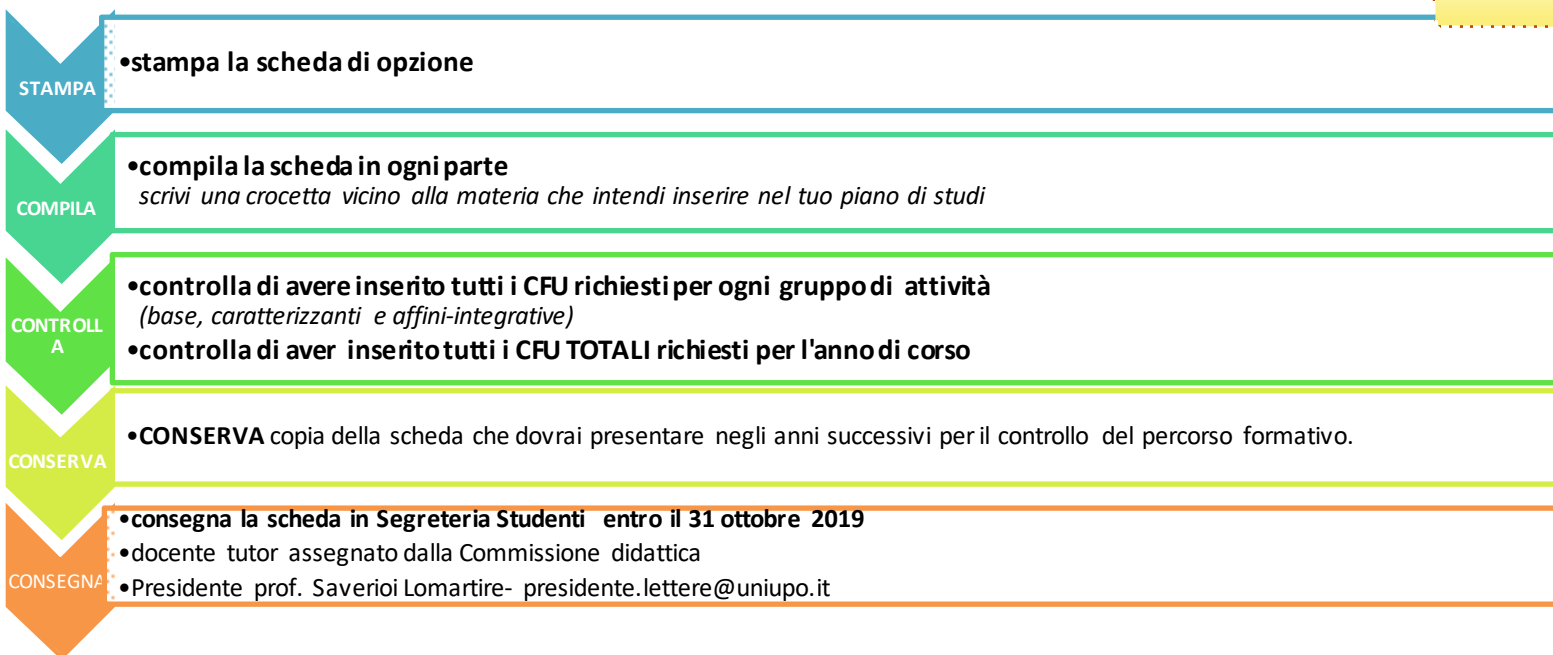 STAMPA
•stampa la scheda di opzione
COMPILA
•compila la scheda in ogni parte
scrivi una crocetta vicino alla materia che intendi inserire nel tuo piano di studi
CONTROLL
A
•controlla di avere inserito tutti i CFU richiesti per ogni gruppo di attività
(base, caratterizzanti e affini-integrative)
•controlla di aver inserito tutti i CFU TOTALI richiesti per l'anno di corso
CONSERVA
•CONSERVA copia della scheda che dovrai presentare negli anni successivi per il controllo del percorso formativo.
CONSEGNA
•consegna la scheda in Segreteria Studenti entro il 31 ottobre 2019
•docente tutor assegnato dalla Commissione didattica
•Presidente prof. Saverioi Lomartire- presidente.lettere@uniupo.it